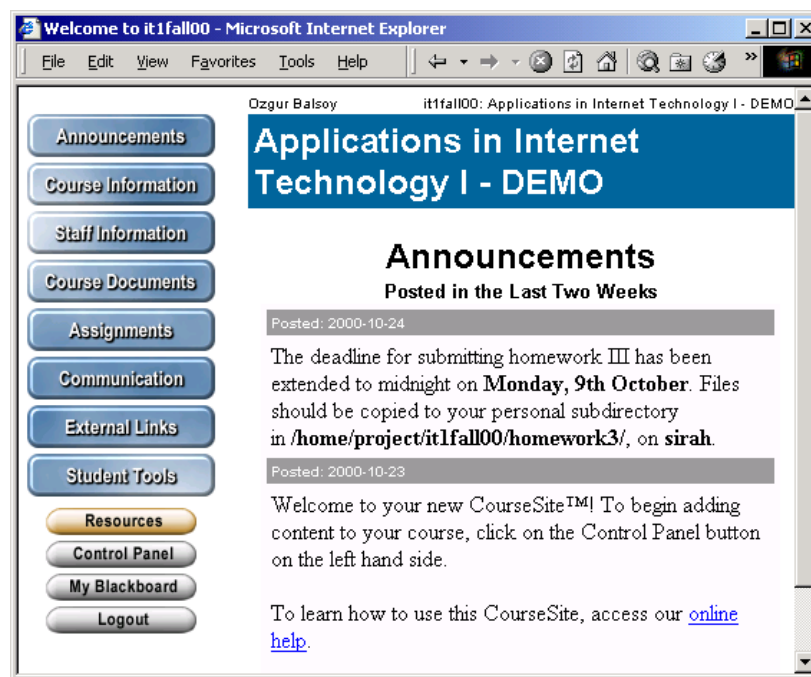 Welcome to it1fall00 - Microsoft Internet Explorer
File Edit View Favorites Tools Help »
Ozgur Balsoy it1fall00: Applications in Internet Technology I - DEMO
Applications in Internet
Technology I - DEMO
Announcements
Course Information
Staff Information
Course Documents
Assignments
Communication
External Links
Student Tools
Resources
Control Panel
My Blackboard
Logout
Announcements
Posted in the Last Two Weeks
Posted: 2000-10-24
The deadline for submitting homework III has been
extended to midnight on Monday, 9th October. Files
should be copied to your personal subdirectory
in /home/project/it1fall00/homework3/, on sirah.
Posted: 2000-10-23
Welcome to your new CourseSite™! To begin adding
content to your course, click on the Control Panel button
on the left hand side.
To learn how to use this CourseSite, access our online
help.